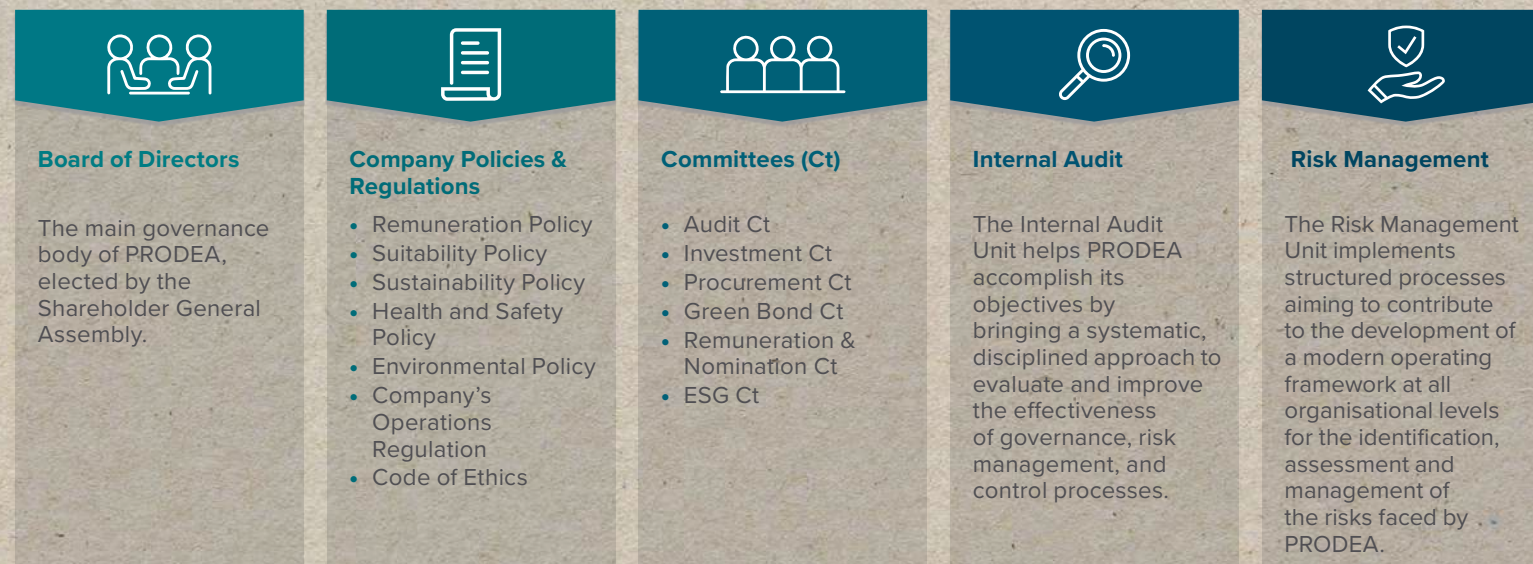 Board of Directors
The main governance
body of PRODEA,
elected by the
Shareholder General
Assembly.
Company Policies &
Regulations
• Remuneration Policy
• Suitability Policy
• Sustainability Policy
• Health and Safety
Policy
• Environmental Policy
• Company’s
Operations
Regulation
• Code of Ethics
Committees (Ct)
• Audit Ct
• Investment Ct
• Procurement Ct
• Green Bond Ct
• Remuneration &
Nomination Ct
• ESG Ct
Internal Audit
The Internal Audit
Unit helps PRODEA
accomplish its
objectives by
bringing a systematic,
disciplined approach to
evaluate and improve
the effectiveness
of governance, risk
management, and
control processes.
Risk Management
The Risk Management
Unit implements
structured processes
aiming to contribute
to the development of
a modern operating
framework at all
organisational levels
for the identification,
assessment and
management of
the risks faced by
PRODEA.